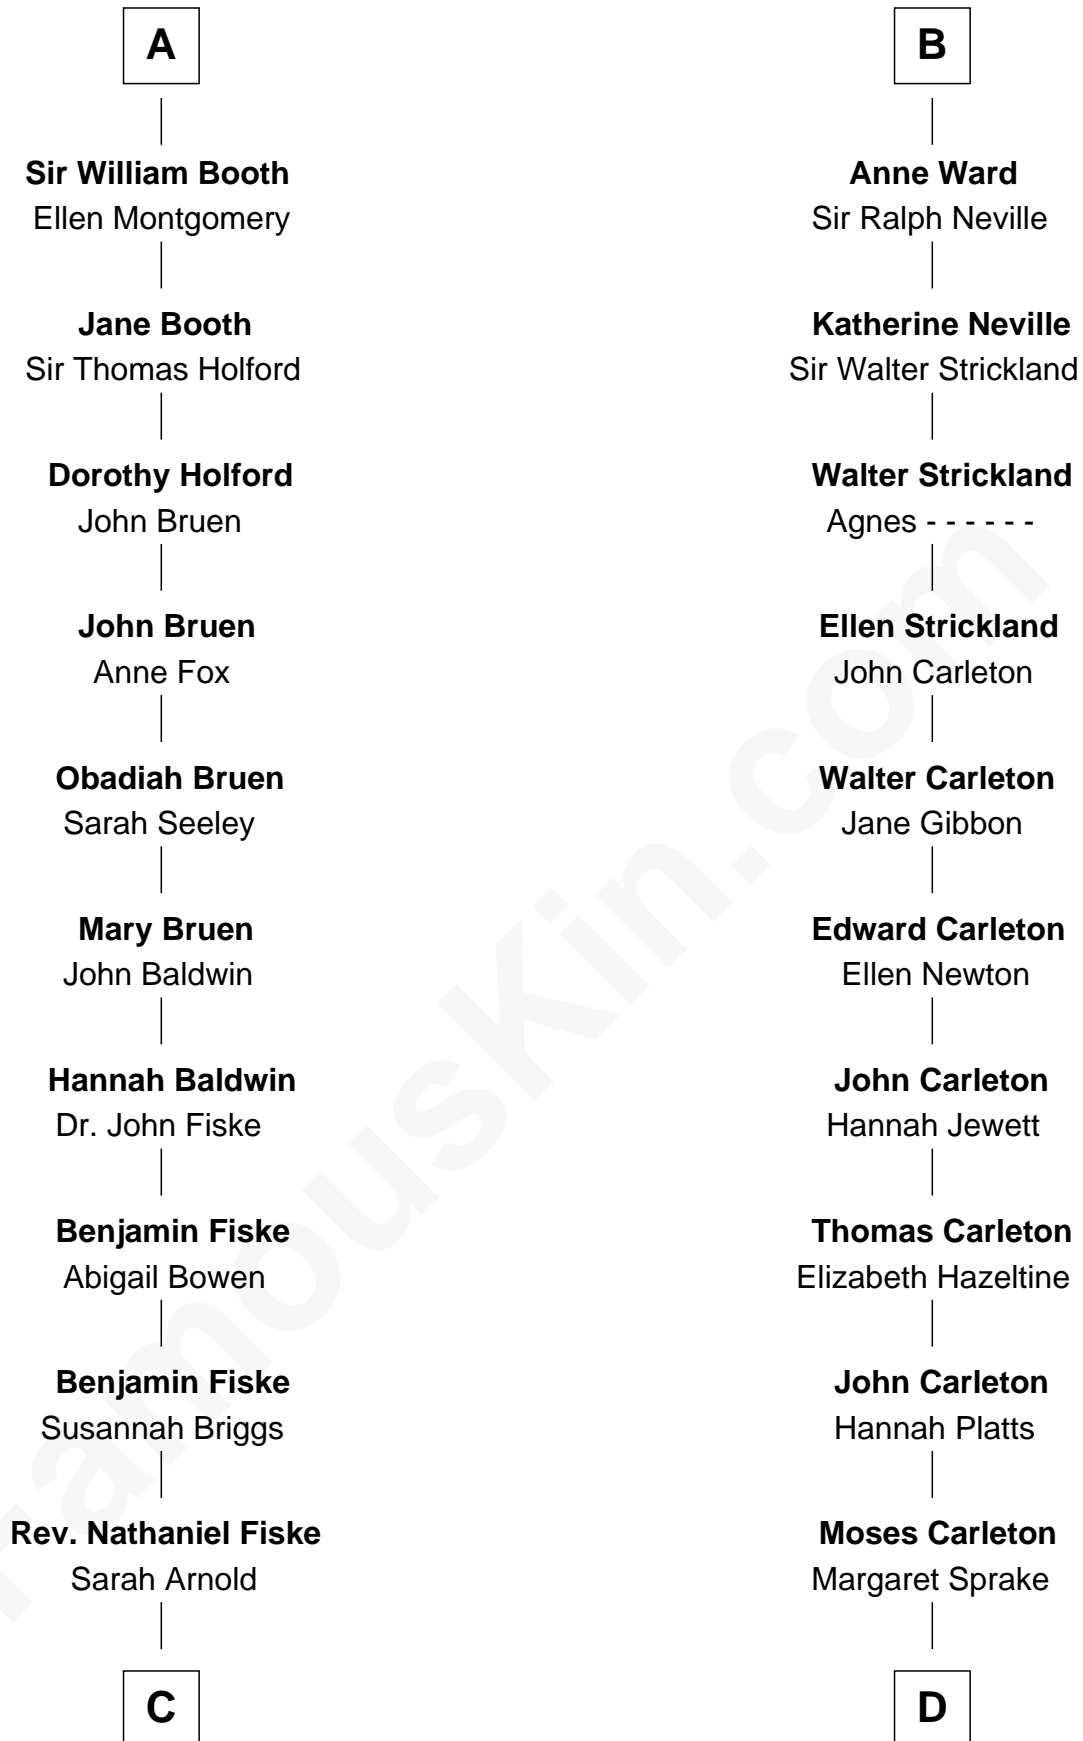 A
Sir William Booth
Ellen Montgomery
Jane Booth
Sir Thomas Holford
Dorothy Holford
John Bruen
John Bruen
Anne Fox
Obadiah Bruen
Sarah Seeley
Mary Bruen
John Baldwin
Hannah Baldwin
Dr. John Fiske
Benjamin Fiske
Abigail Bowen
Benjamin Fiske
Susannah Briggs
Rev. Nathaniel Fiske
Sarah Arnold
C
B
Anne Ward
Sir Ralph Neville
Katherine Neville
Sir Walter Strickland
Walter Strickland
Agnes - - - - - -
Ellen Strickland
John Carleton
Walter Carleton
Jane Gibbon
Edward Carleton
Ellen Newton
John Carleton
Hannah Jewett
Thomas Carleton
Elizabeth Hazeltine
John Carleton
Hannah Platts
Moses Carleton
Margaret Sprake
D
FamousKin.com